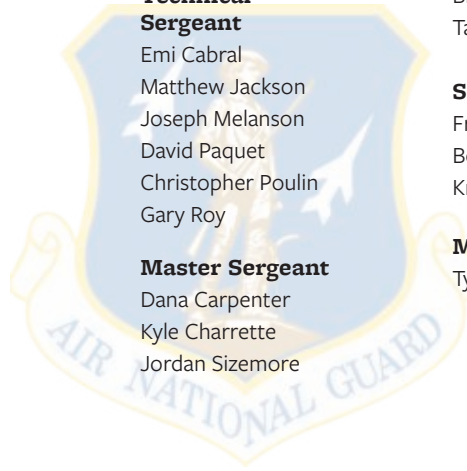 Technical
Sergeant
Emi Cabral
Matthew Jackson
Joseph Melanson
David Paquet
Christopher Poulin
Gary Roy
Master Sergeant
Dana Carpenter
Kyle Charrette
Jordan Sizemore
AIR NATIONAL GUARD